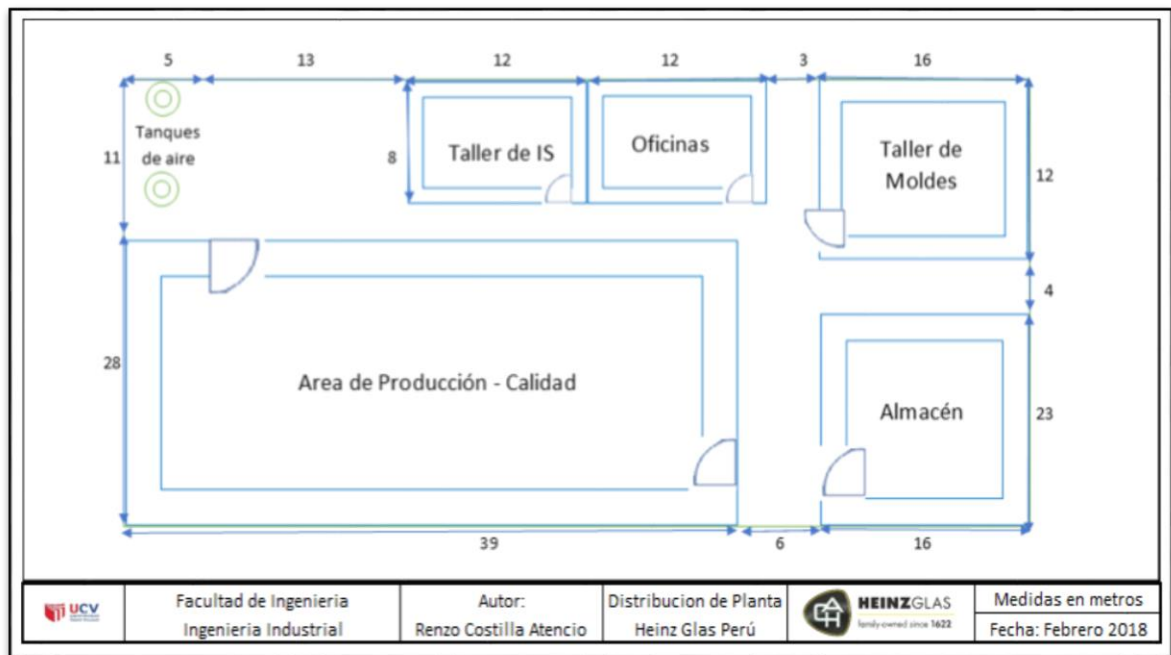 5 13 12 12 3 16
Tanques
de aire
11
8
Taller de IS
Oficinas
Taller de
Moldes
12
4
28
Area de Producción - Calidad
Almacén
23
39 6 16
UCV
Facultad de Ingenieria
Ingenieria Industrial
Autor:
Renzo Costilla Atencio
Distribucion de Planta
Heinz Glas Perú
HEINZGLAS
family-owned since 1622
Medidas en metros
Fecha: Febrero 2018